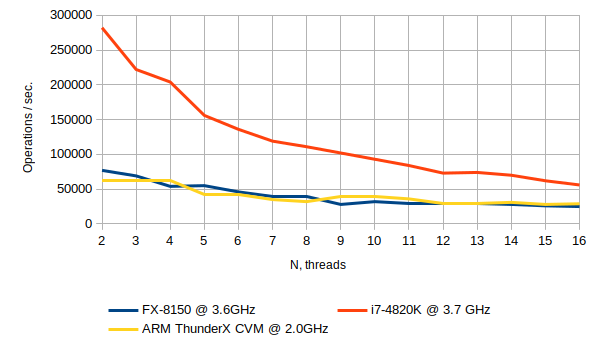 300000
250000
200000
150000
100000
50000
0
Operations / sec.
2 3 4 5 6 7 8 9 10 11 12 13 14 15 16
N, threads
FX-8150 @ 3.6GHz i7-4820K @ 3.7 GHz
ARM ThunderX CVM @ 2.0GHz